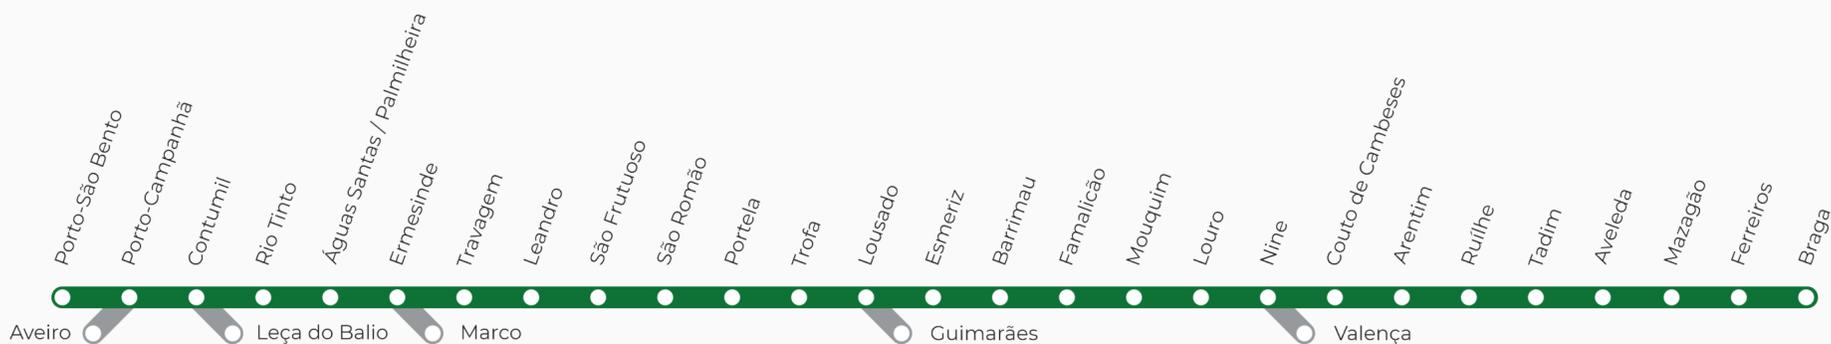 Porto-São Bento
Porto-Campanhã
Contumil
Rio Tinto
Águas Santas / Palmilheira
Ermesinde
Travagem
Leandro
São Frutuoso
São Romão
Portela
Trofa
Lousado
Esmeriz
Barrimau
Famalicão
Mouquim
Louro
Nine
Couto de Cambeses
Arentim
Ruílhe
Tadim
Aveleda
Mazagão
Ferreiros
Braga
Aveiro
Leça do Balio
Marco
Guimarães
Valença